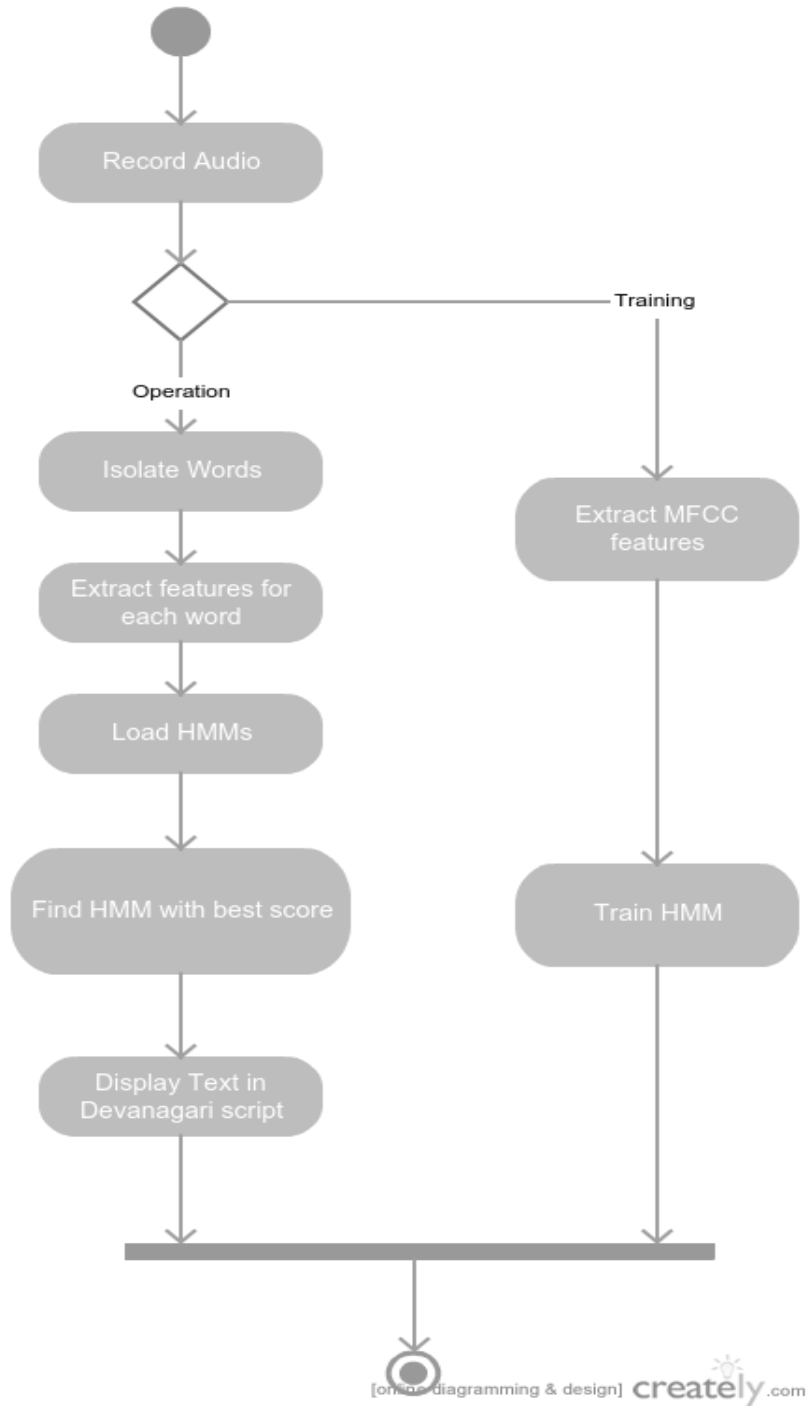 Record Audio
Training
Operation
Isolate Words
Extract MFCC
features
Extract features for
each word
Load HMMs
Find HMM with best score
Train HMM
Display Text in
Devanagari script
[online diagramming & design] creately.com